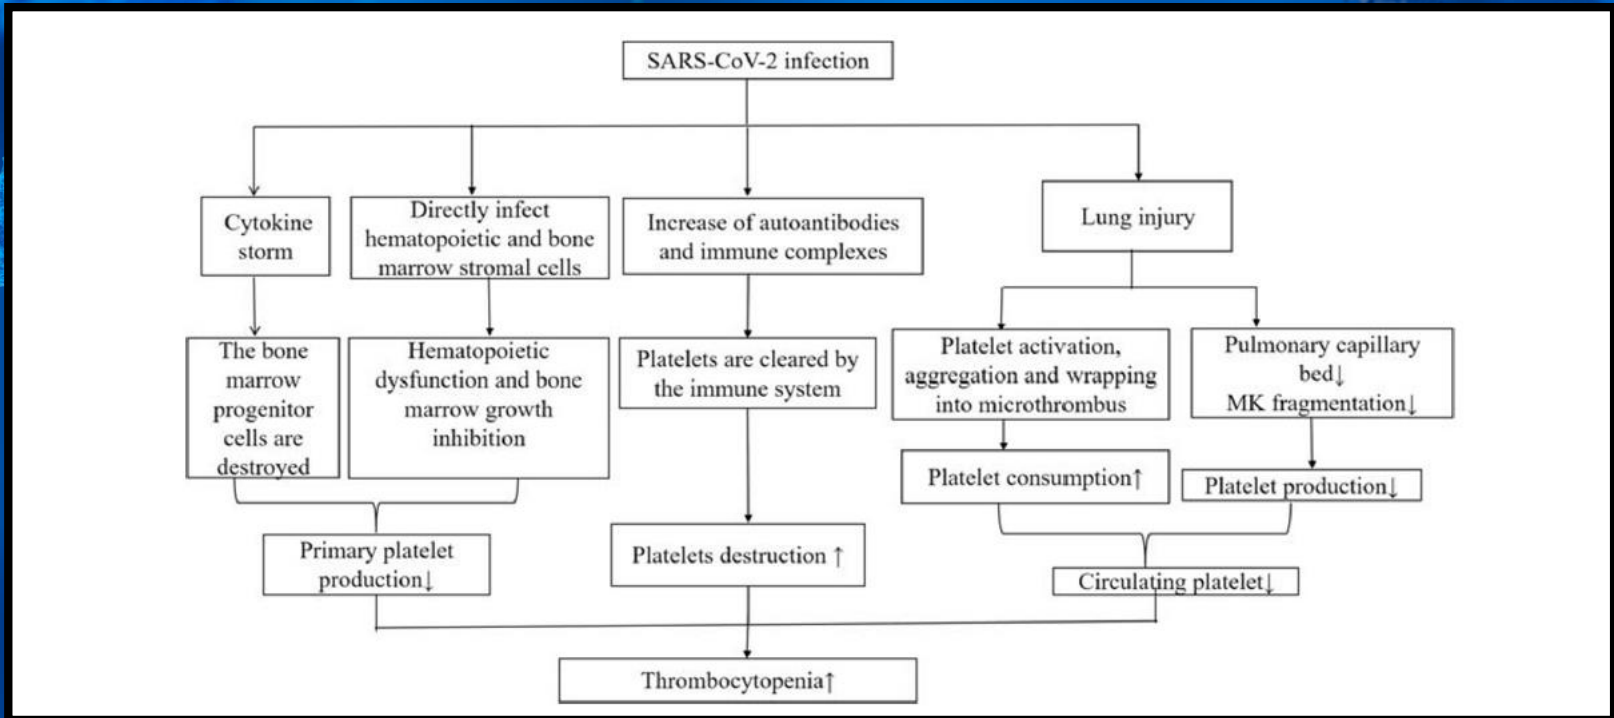 SARS-CoV-2 infection
Cytokine
storm
Directly infect
hematopoietic and bone
marrow stromal cells
Increase of autoantibodies
and immune complexes
Lung injury
The bone
marrow
progenitor
cells are
destroyed
Hematopoietic
dysfunction and bone
marrow growth
inhibition
Platelets are cleared by
the immune system
Platelet activation,
aggregation and wrapping
into microthrombus
Pulmonary capillary
bed↓
MK fragmentation↓
Platelet consumption↑
Platelet production↓
Primary platelet
production↓
Platelets destruction ↑
Circulating platelet↓
Thrombocytopenia↑